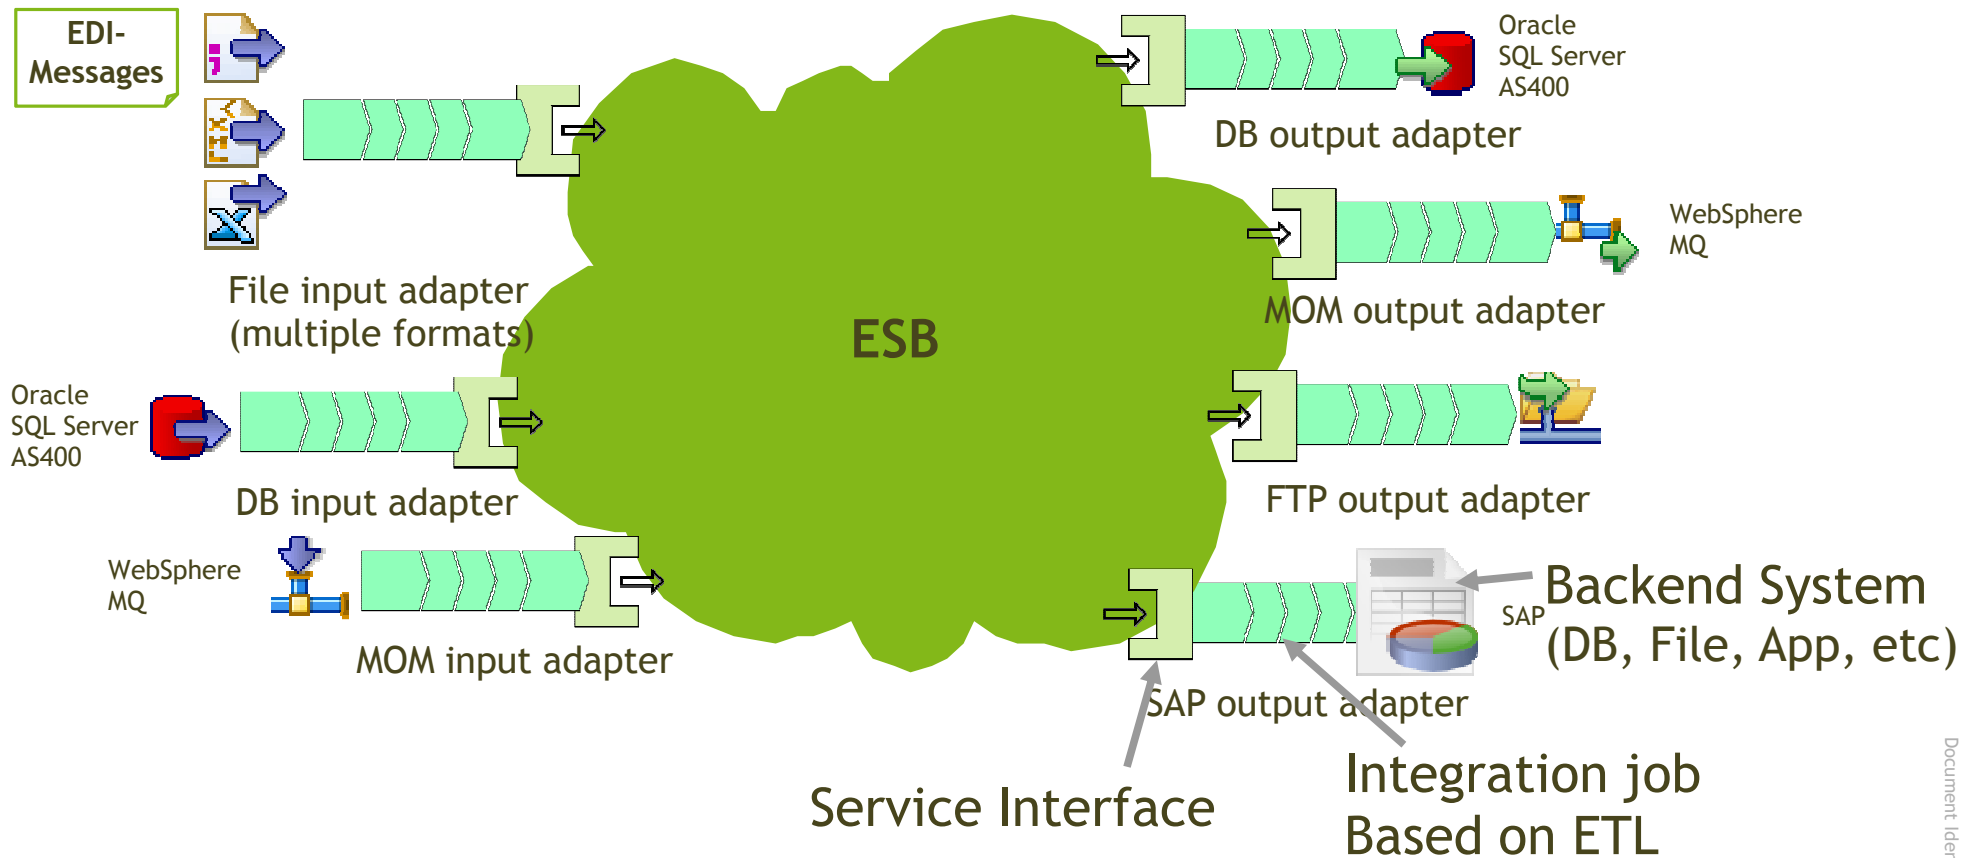 EDI-
Messages
File input adapter
(multiple formats)
Oracle
SQL Server
AS400
DB input adapter
WebSphere
MQ
MOM input adapter
ESB
Oracle
SQL Server
AS400
DB output adapter
WebSphere
MQ
MOM output adapter
FTP output adapter
SAP
Backend System
(DB, File, App, etc)
SAP output adapter
Service Interface
Integration job
Based on ETL
Document Ider